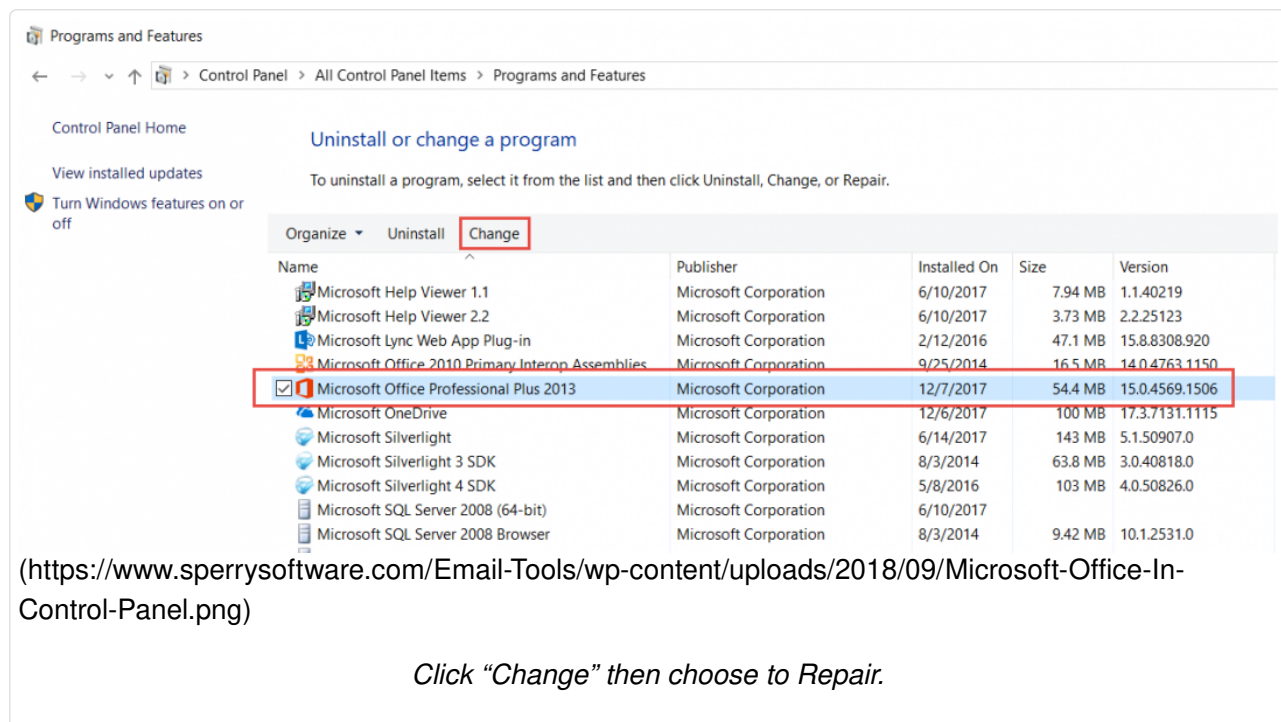 Programs and Features
Control Panel > All Control Panel Items > Programs and Features
Control Panel Home
View installed updates
Turn Windows features on or
off
Uninstall or change a program
To uninstall a program, select it from the list and then click Uninstall, Change, or Repair.
Organize Uninstall Change
Name Publisher Installed On Size Version
Microsoft Help Viewer 1.1 Microsoft Corporation 6/10/2017 7.94 MB 1.1.40219
Microsoft Help Viewer 2.2 Microsoft Corporation 6/10/2017 3.73 MB 2.2.25123
Microsoft Lync Web App Plug-in Microsoft Corporation 2/12/2016 47.1 MB 15.8.8308.920
Microsoft Office 2010 Primary Interop Assemblies Microsoft Corporation 9/25/2014 16.5 MB 14.0.4763.1150
Microsoft Office Professional Plus 2013 Microsoft Corporation 12/7/2017 54.4 MB 15.0.4569.1506
Microsoft OneDrive Microsoft Corporation 12/6/2017 100 MB 17.3.7131.1115
Microsoft Silverlight Microsoft Corporation 6/14/2017 143 MB 5.1.50907.0
Microsoft Silverlight 3 SDK Microsoft Corporation 8/3/2014 63.8 MB 3.0.40818.0
Microsoft Silverlight 4 SDK Microsoft Corporation 5/8/2016 103 MB 4.0.50826.0
Microsoft SQL Server 2008 (64-bit) Microsoft Corporation 6/10/2017
Microsoft SQL Server 2008 Browser Microsoft Corporation 8/3/2014 9.42 MB 10.1.2531.0
(https://www.sperrysoftware.com/Email-Tools/wp-content/uploads/2018/09/Microsoft-Office-In-
Control-Panel.png)
Click “Change” then choose to Repair.